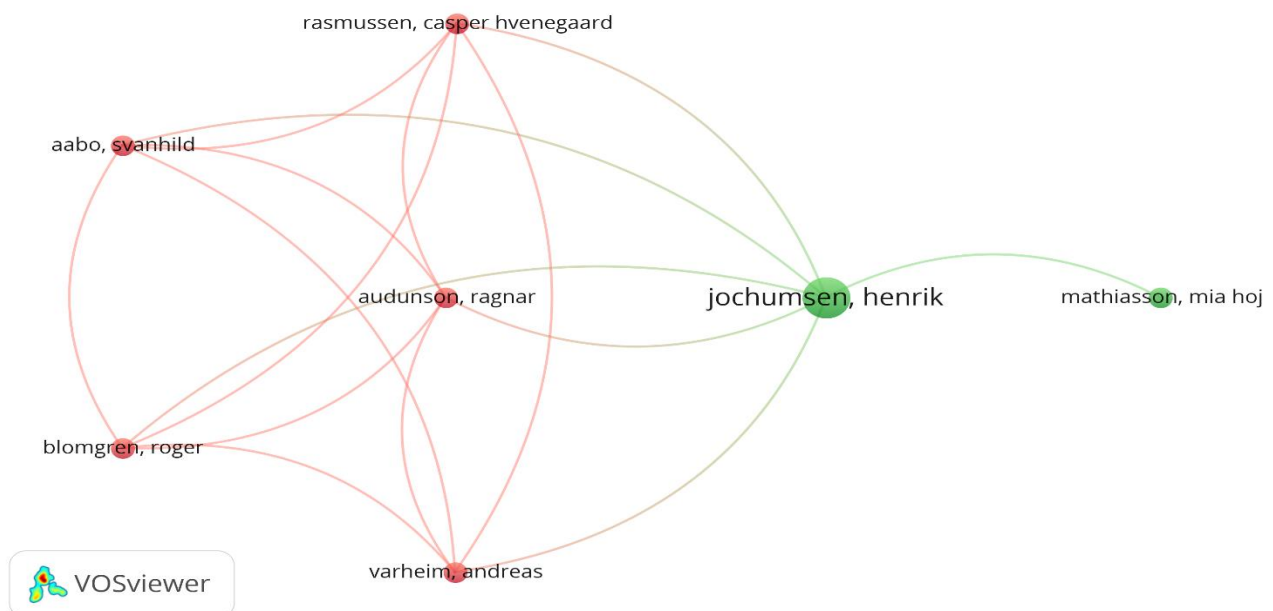 rasmussen, casper hvenegaard
aabo, svanhild
audunson, ragnar
jochumsen, henrik
mathiasson, mia hoj
blomgren, roger
varheim, andreas
VOSviewer